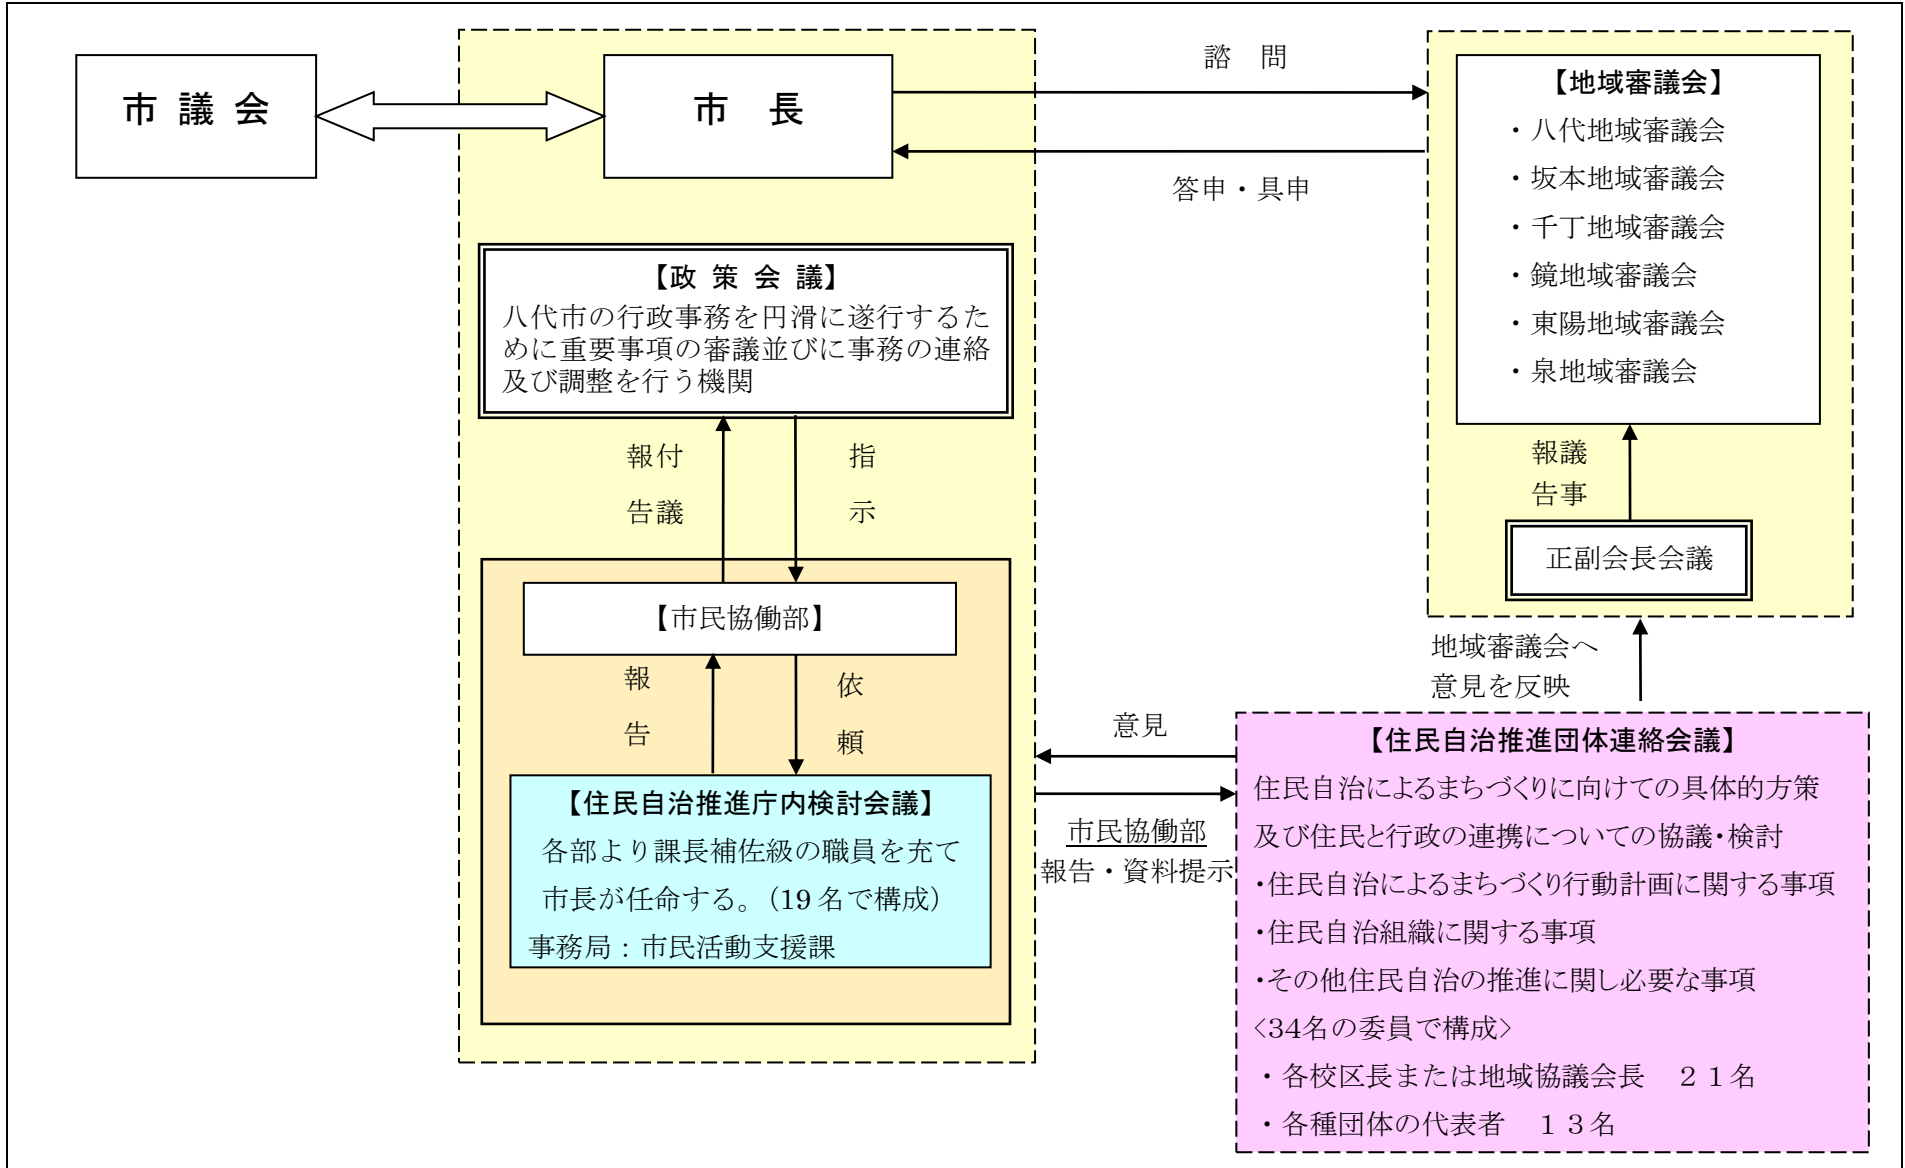 市 議 会
市　長
諮　問
答申・具申
【地域審議会】
・八代地域審議会
・坂本地域審議会
・千丁地域審議会
・鏡地域審議会
・東陽地域審議会
・泉地域審議会
【政 策 会 議】
八代市の行政事務を円滑に遂行するた
めに重要事項の審議並びに事務の連絡
及び調整を行う機関
報付
告議
指
示
報議
告事
正副会長会議
【市民協働部】
報
告
依
頼
地域審議会へ
意見を反映
意見
市民協働部
報告・資料提示
【住民自治推進庁内検討会議】
各部より課長補佐級の職員を充て
市長が任命する。（19 名で構成）
事務局：市民活動支援課
【住民自治推進団体連絡会議】
住民自治によるまちづくりに向けての具体的方策
及び住民と行政の連携についての協議・検討
・住民自治によるまちづくり行動計画に関する事項
・住民自治組織に関する事項
・その他住民自治の推進に関し必要な事項
<34名の委員で構成>
・各校区長または地域協議会長　２１名
・各種団体の代表者　１３名